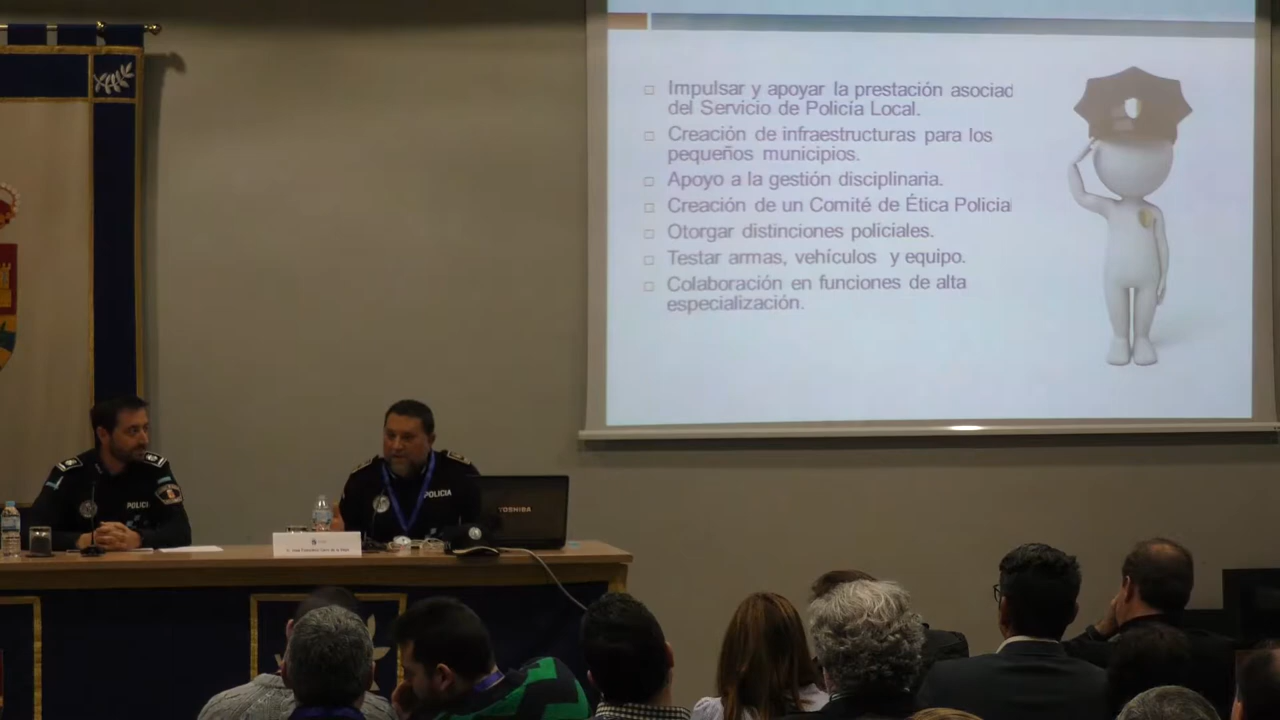 Impulsar y apoyar la prestación asociad
del Servicio de Policía Local.
Creación de infraestructuras para los
pequeños municipios.
Apoyo a la gestión disciplinaria.
Creación de un Comité de Ética Policial
Otorgar distinciones policiales.
Testar armas, vehículos y equipo.
Colaboración en funciones de alta
especialización.
POLICI
POLICIA
TOSHIBA